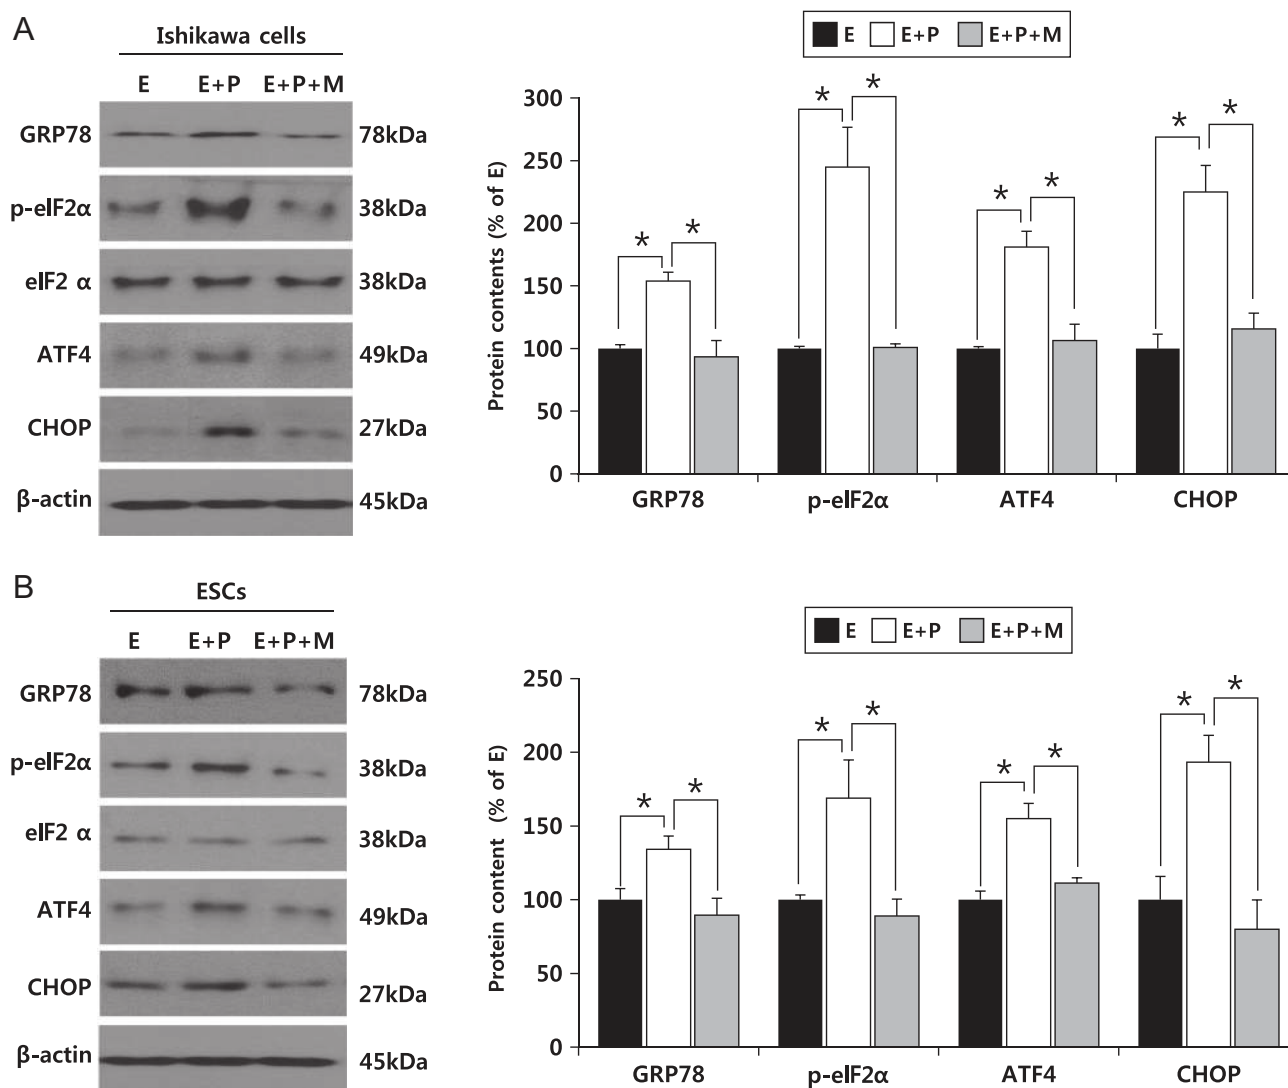 A
Ishikawa cells
E E+P E+P+M
GRP78 78kDa
p-eIF2α 38kDa
eIF2 α 38kDa
ATF4 49kDa
CHOP 27kDa
β-actin 45kDa
E E+P E+P+M
Protein contents (% of E)
300
250
200
150
100
50
0
* * * * * * * *
GRP78 p-eIF2α ATF4 CHOP
B
ESCs
E E+P E+P+M
GRP78 78kDa
p-eIF2α 38kDa
eIF2 α 38kDa
ATF4 49kDa
CHOP 27kDa
β-actin 45kDa
E E+P E+P+M
Protein content (% of E)
250
200
150
100
50
0
* * * * * * * *
GRP78 p-eIF2α ATF4 CHOP